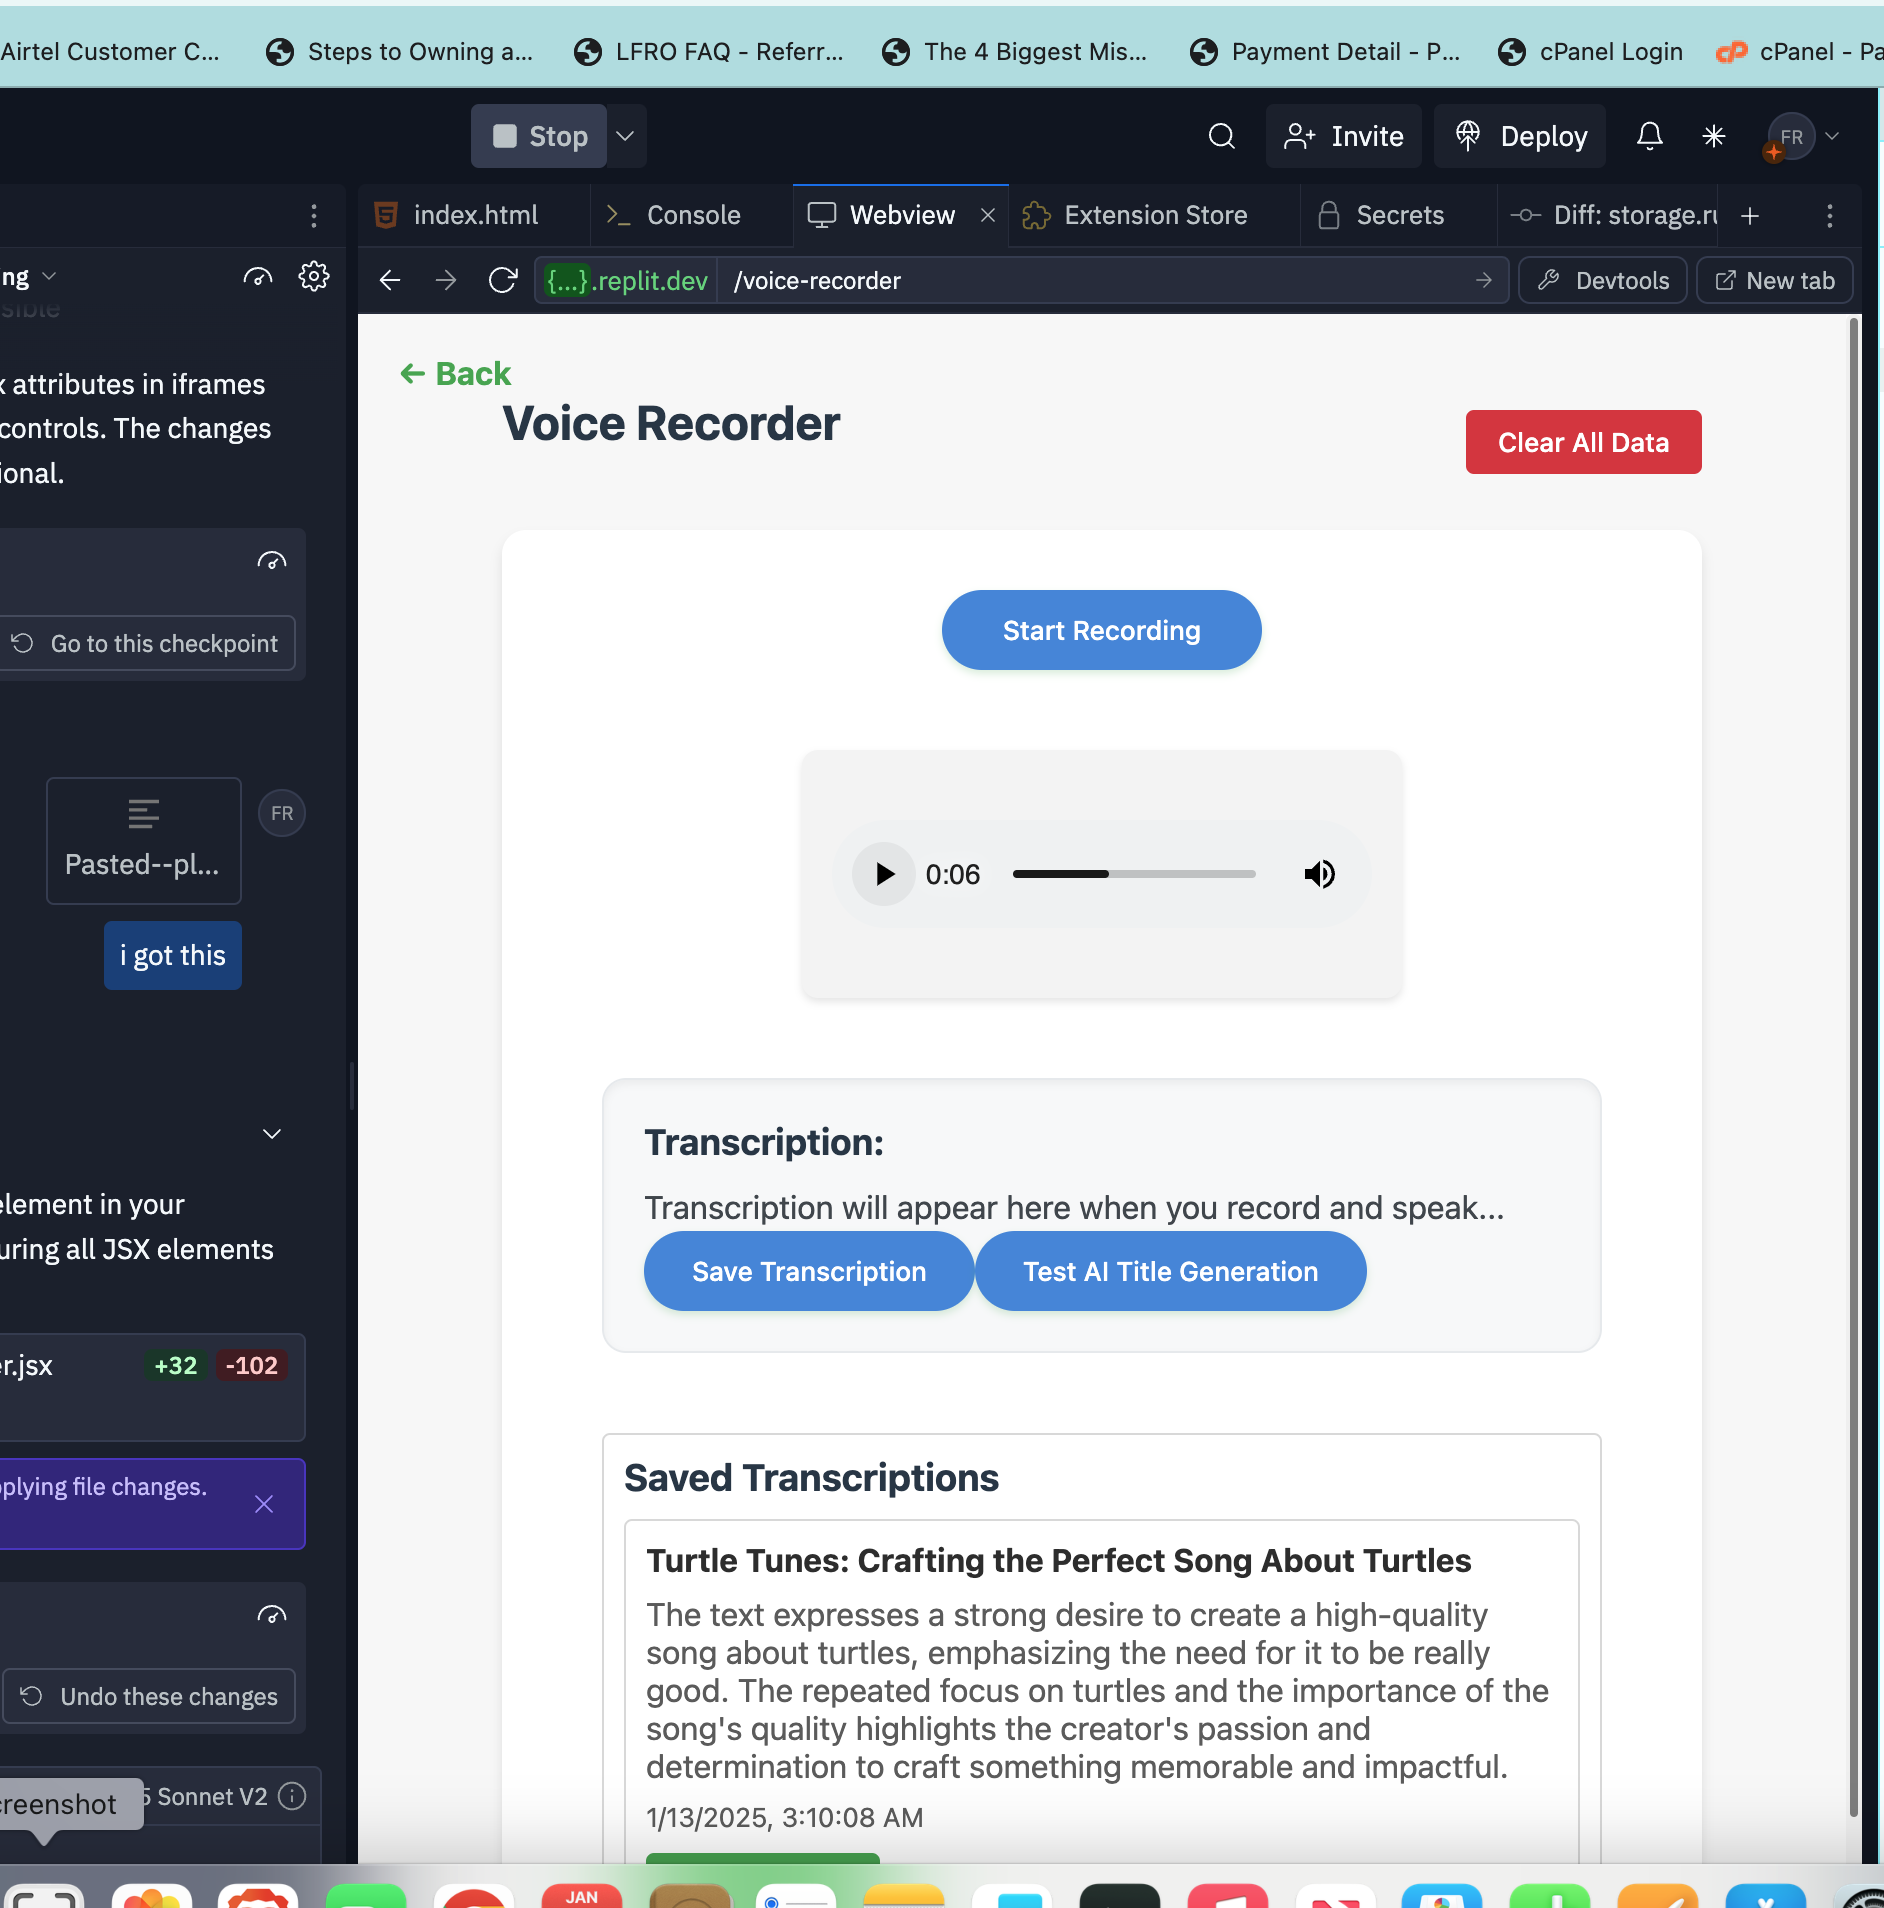 Airtel Customer C...
Steps to Owning a...
LFRO FAQ - Referr...
The 4 Biggest Mis...
Payment Detail - P...
cPanel Login
cPanel - Pa
Stop
Invite
Deploy
FR
index.html
Console
Webview
Extension Store
Secrets
Diff: storage.ru
ng
{...}.replit.dev
/voice-recorder
Devtools
New tab
sible
x attributes in iframes
controls. The changes
ional.
Go to this checkpoint
Pasted--pl...
FR
i got this
element in your
uring all JSX elements
er.jsx
+32
-102
pplying file changes.
Undo these changes
5 Sonnet V2
creenshot
← Back
Voice Recorder
Clear All Data
Start Recording
0:06
Transcription:
Transcription will appear here when you record and speak...
Save Transcription
Test AI Title Generation
Saved Transcriptions
Turtle Tunes: Crafting the Perfect Song About Turtles
The text expresses a strong desire to create a high-quality
song about turtles, emphasizing the need for it to be really
good. The repeated focus on turtles and the importance of the
song's quality highlights the creator's passion and
determination to craft something memorable and impactful.
1/13/2025, 3:10:08 AM
JAN